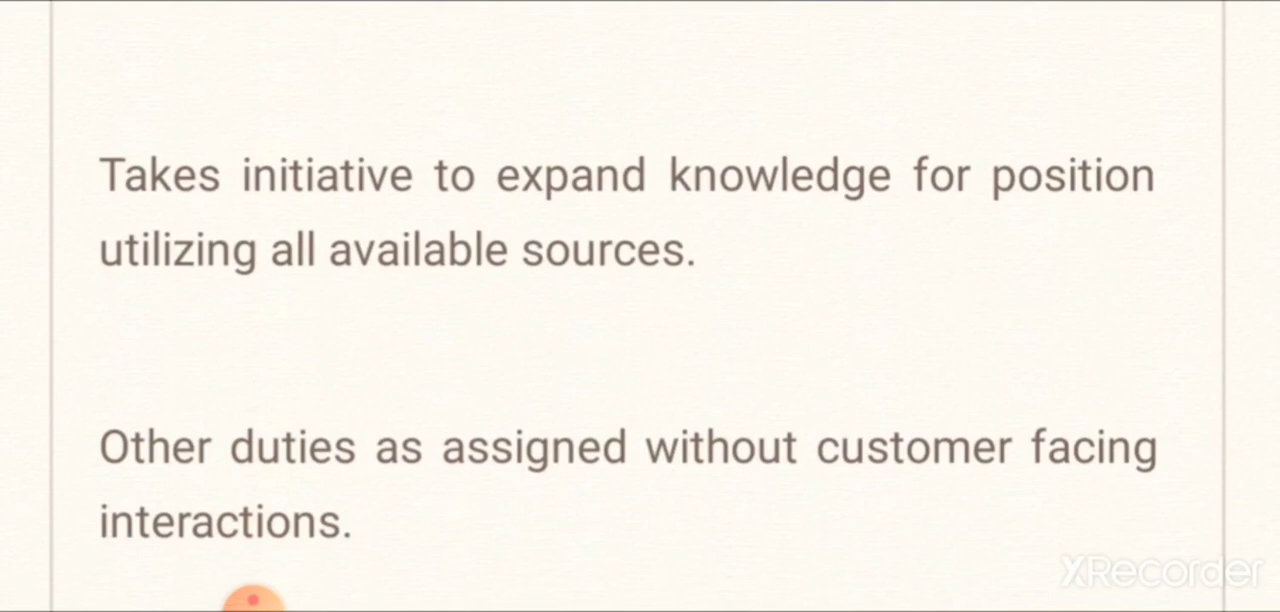 Takes initiative to expand knowledge for position
utilizing all available sources.
Other duties as assigned without customer facing
interactions.
XRecorder